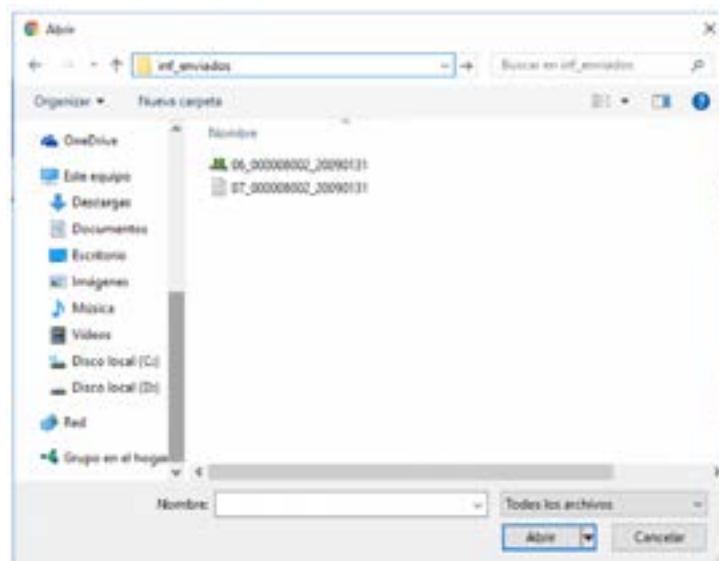 Abrir
inf_enviados
Buscar en inf_enviados
Organizar
Nueva carpeta
OneDrive
Este equipo
Descargas
Documentos
Escritorio
Imágenes
Música
Vídeos
Disco local (C:)
Disco local (D:)
Red
Grupo en el hogar
Nombre
06_000008002_20090131
07_000008002_20090131
Nombre:
Todos los archivos
Abrir
Cancelar